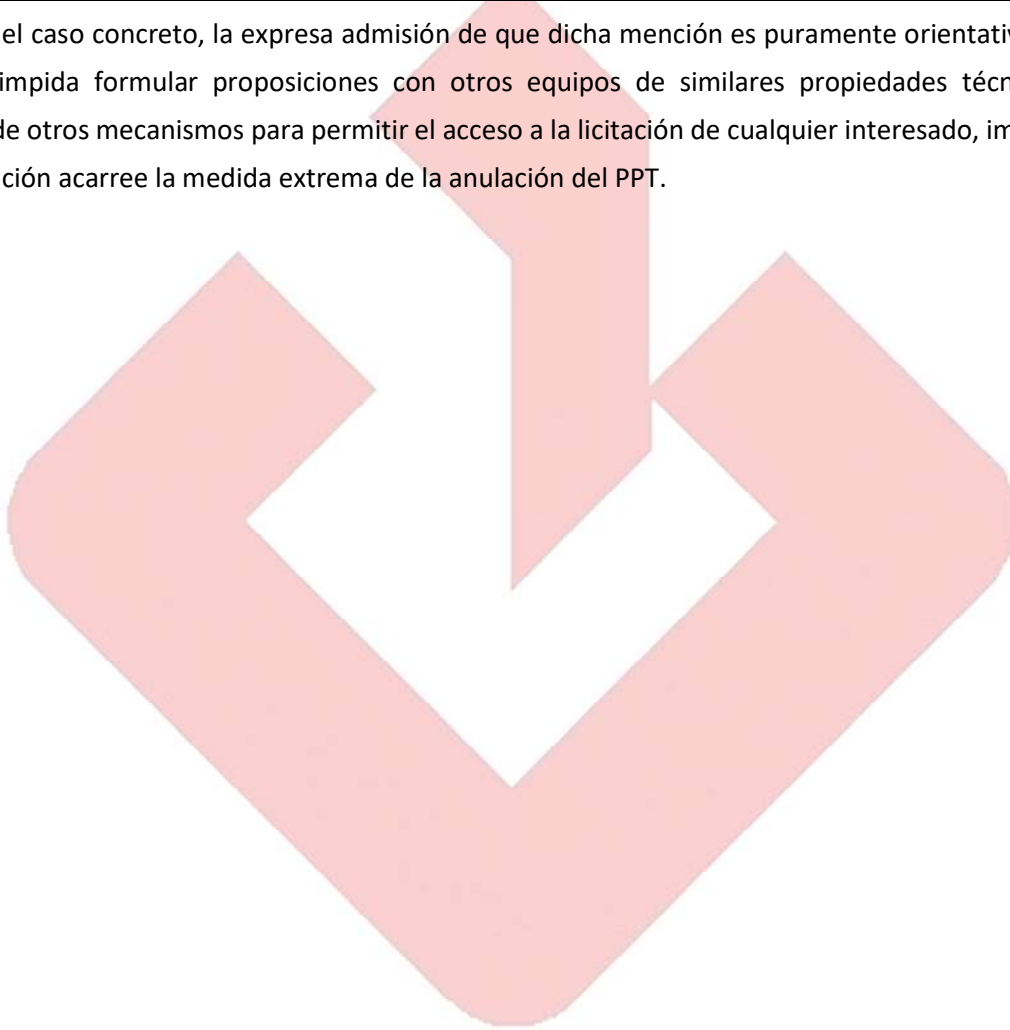 el caso concreto, la expresa admisión de que dicha mención es puramente orientativ
impida formular proposiciones con otros equipos de similares propiedades técn
de otros mecanismos para permitir el acceso a la licitación de cualquier interesado, im
ción acarree la medida extrema de la anulación del PPT.